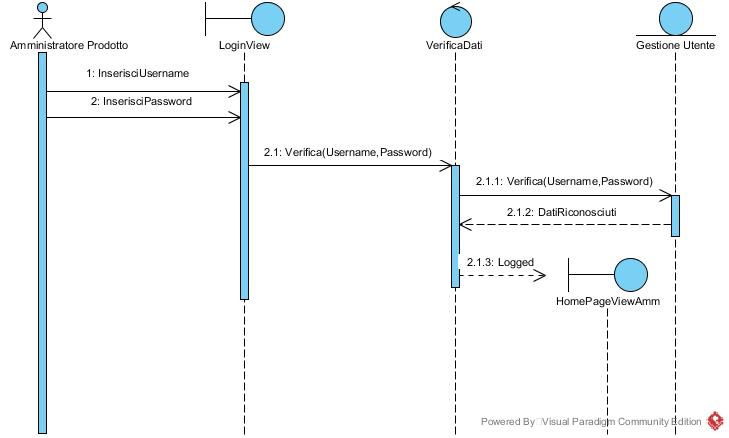 Amministratore Prodotto
LoginView
VerificaDati
Gestione Utente
1: InserisciUsername
2: InserisciPassword
2.1: Verifica(Username,Password)
2.1.1: Verifica(Username,Password)
2.1.2: DatiRiconosciuti
2.1.3: Logged
HomePageViewAmm
Powered By Visual Paradigm Community Edition